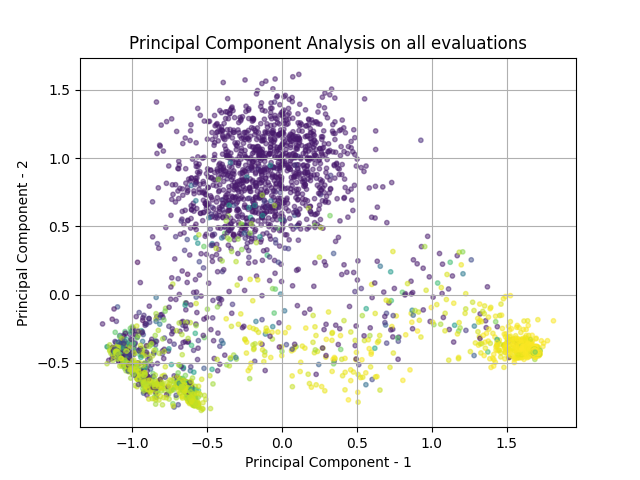 Principal Component Analysis on all evaluations
Principal Component - 2
1.5
1.0
0.5
0.0
−0.5
−1.0 −0.5 0.0 0.5 1.0 1.5
Principal Component - 1